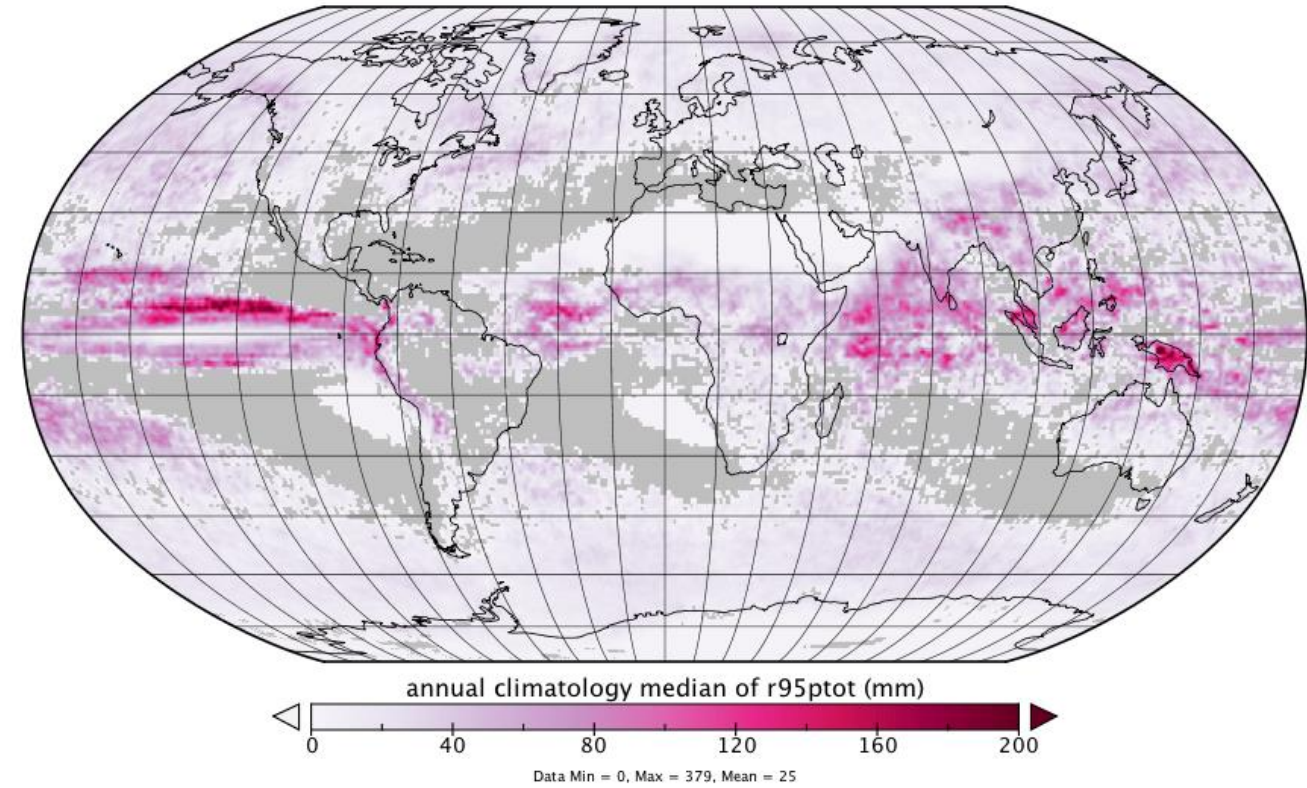 annual climatology median of r95ptot (mm)
0 40 80 120 160 200
Data Min = 0, Max = 379, Mean = 25